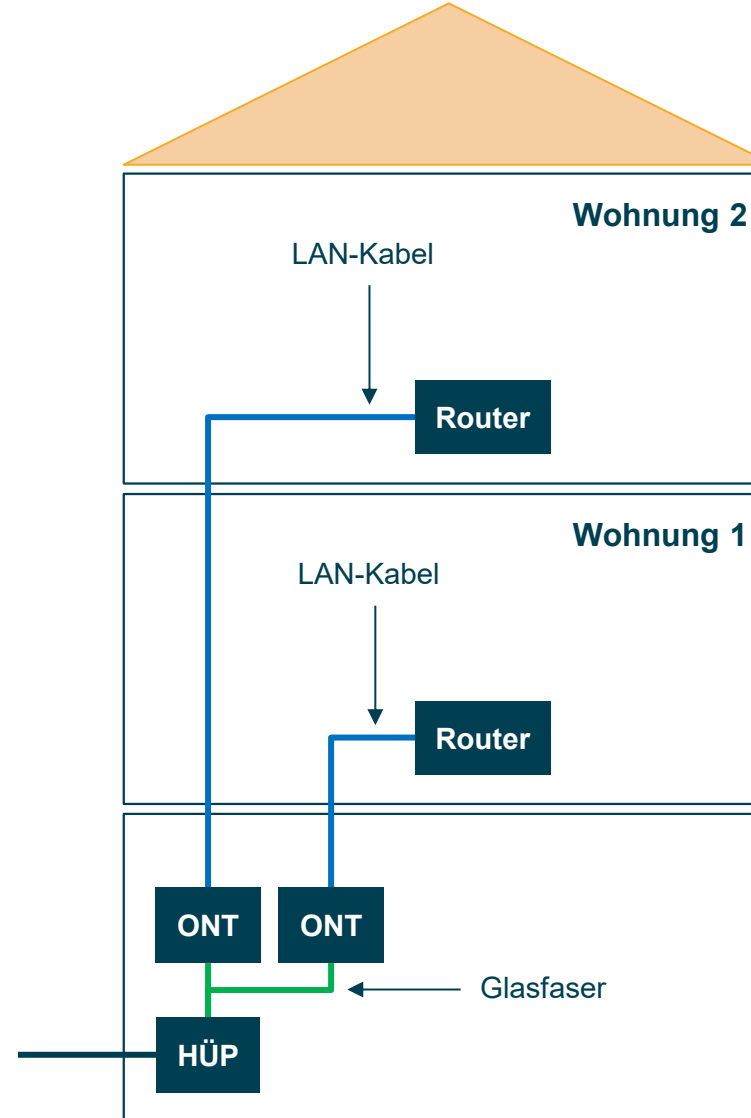 Wohnung 2
LAN-Kabel
Router
Wohnung 1
LAN-Kabel
Router
ONT
ONT
Glasfaser
HÜP